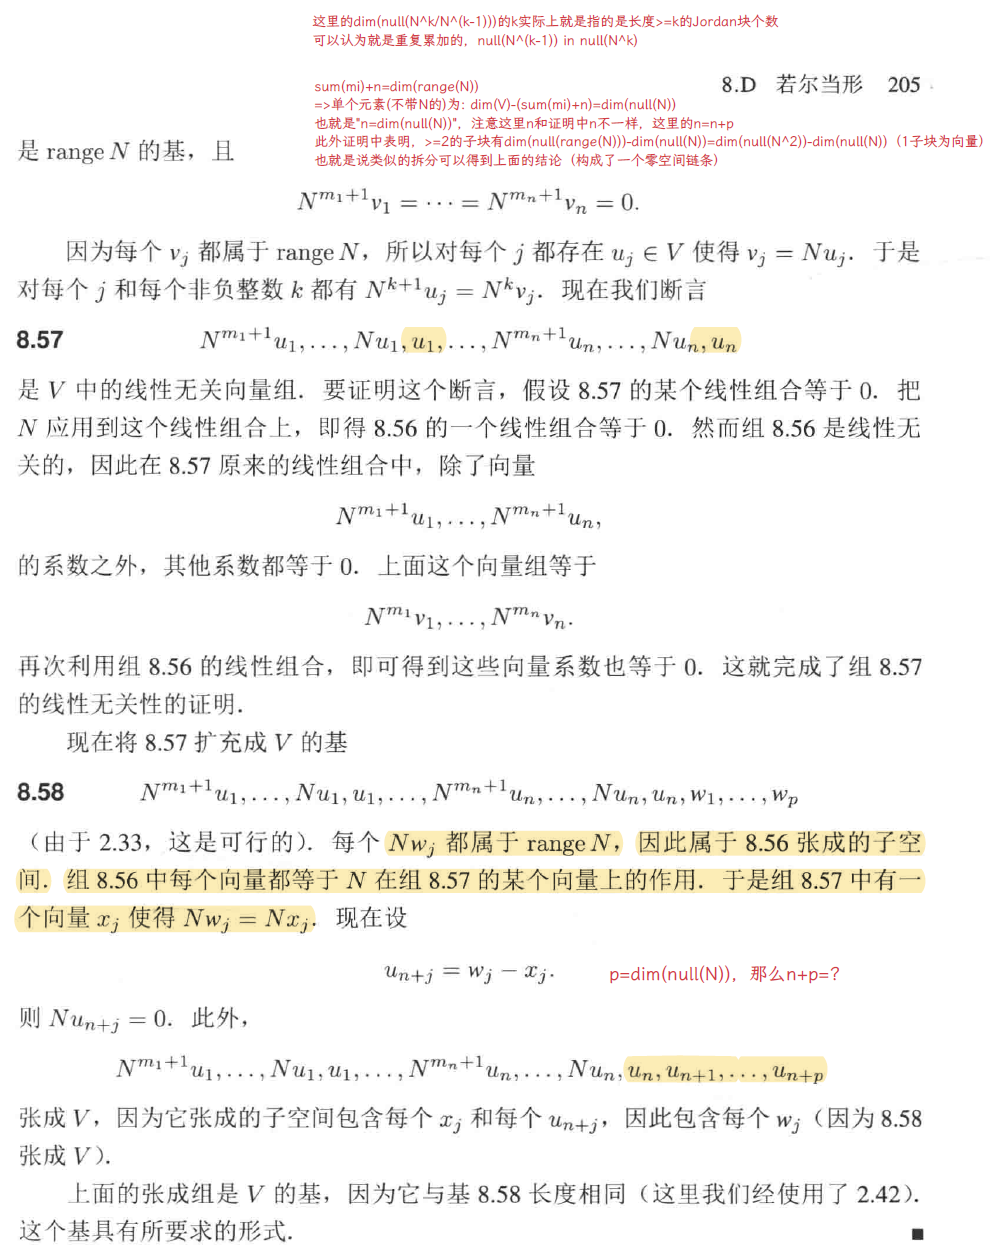 这里的dim(null(N^k/N^(k-1)))的k实际上就是指的是长度>=k的Jordan块个数
可以认为就是重复累加的，null(N^(k-1)) in null(N^k)
sum(mi)+n=dim(range(N))
=>单个元素(不带N的)为: dim(V)-(sum(mi)+n)=dim(null(N))
也就是"n=dim(null(N))"，注意这里n和证明中n不一样，这里的n=n+p
此外证明中表明，>=2的子块有dim(null(range(N)))-dim(null(N)=dim(null(N^2))-dim(null(N))（1子块为向量）
也就是说类似的拆分可以得到上面的结论（构成了一个零空间链条）
8.D 若尔当形 205
是 range N 的基，且
N^{m_1+1}v_1 = ⋯ = N^{m_n+1}v_n = 0.
因为每个 v_j 都属于 range N，所以对每个 j 都存在 u_j ∈ V 使得 v_j = Nu_j．于是
对每个 j 和每个非负整数 k 都有 N^{k+1}u_j = N^k v_j．现在我们断言
8.57 N^{m_1+1}u_1, . . . , Nu_1, u_1, . . . , N^{m_n+1}u_n, . . . , Nu_n, u_n
是 V 中的线性无关向量组．要证明这个断言，假设 8.57 的某个线性组合等于 0．把
N 应用到这个线性组合上，即得 8.56 的一个线性组合等于 0．然而组 8.56 是线性无
关的，因此在 8.57 原来的线性组合中，除了向量
N^{m_1+1}u_1, . . . , N^{m_n+1}u_n,
的系数之外，其他系数都等于 0．上面这个向量组等于
N^{m_1}v_1, . . . , N^{m_n}v_n.
再次利用组 8.56 的线性组合，即可得到这些向量系数也等于 0．这就完成了组 8.57
的线性无关性的证明．
现在将 8.57 扩充成 V 的基
8.58 N^{m_1+1}u_1, . . . , Nu_1, u_1, . . . , N^{m_n+1}u_n, . . . , Nu_n, u_n, w_1, . . . , w_p
（由于 2.33，这是可行的）．每个 Nw_j 都属于 range N，因此属于 8.56 张成的子空
间．组 8.56 中每个向量都等于 N 在组 8.57 的某个向量上的作用．于是组 8.57 中有一
个向量 x_j 使得 Nw_j = Nx_j．现在设
u_{n+j} = w_j − x_j.
p=dim(null(N))，那么n+p=？
则 Nu_{n+j} = 0．此外，
N^{m_1+1}u_1, . . . , Nu_1, u_1, . . . , N^{m_n+1}u_n, . . . , Nu_n, u_n, u_{n+1}, . . . , u_{n+p}
张成 V，因为它张成的子空间包含每个 x_j 和每个 u_{n+j}，因此包含每个 w_j（因为 8.58
张成 V）．
上面的张成组是 V 的基，因为它与基 8.58 长度相同（这里我们经使用了 2.42）．
这个基具有所要求的形式．